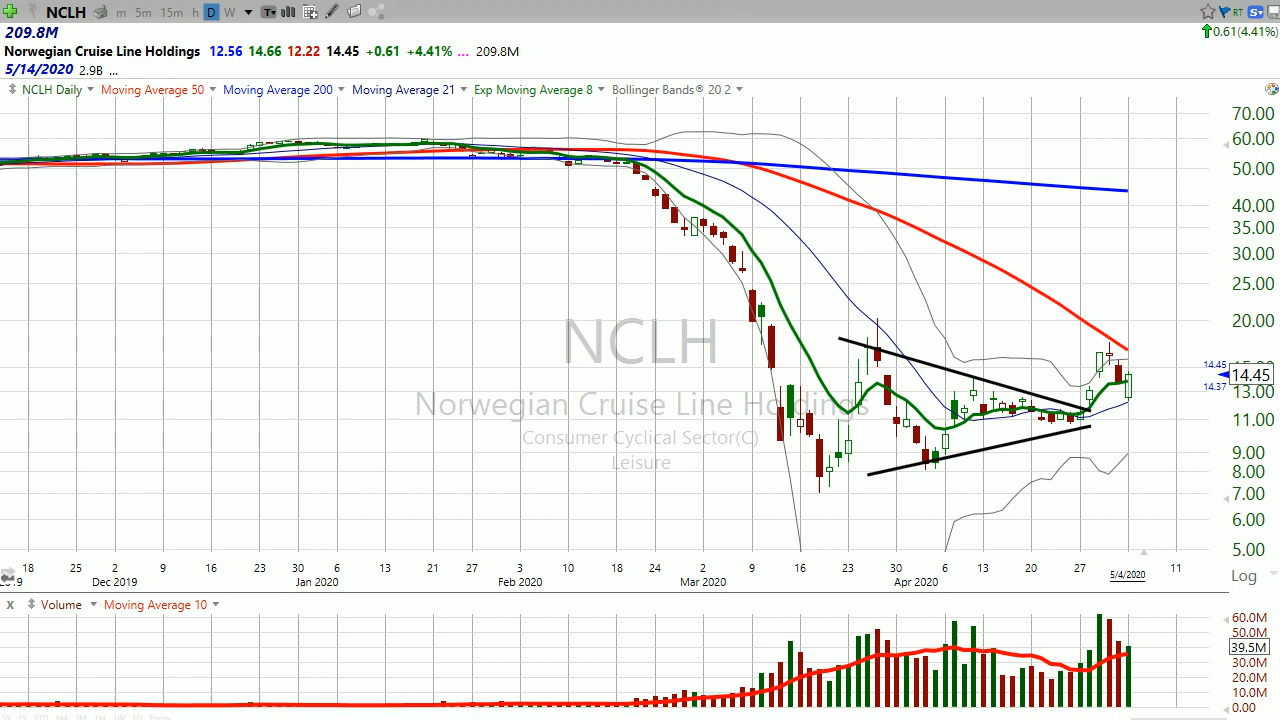 NCLH m 5m 15m h D W T RT S
209.8M 0.61(4.41%)
Norwegian Cruise Line Holdings 12.56 14.66 12.22 14.45 +0.61 +4.41% ... 209.8M
5/14/2020 2.9B ...
NCLH Daily Moving Average 50 Moving Average 200 Moving Average 21 Exp Moving Average 8 Bollinger Bands® 20 2
70.00
60.00
50.00
40.00
35.00
30.00
25.00
20.00
NCLH
14.45
14.45
14.37
13.00
Norwegian Cruise Line Holdings
11.00
Consumer Cyclical Sector(C)
9.00
Leisure
8.00
7.00
6.00
5.00
18 25 2 9 16 23 30 6 13 21 27 3 10 18 24 2 9 16 23 30 6 13 20 27 11
Dec 2019 Jan 2020 Feb 2020 Mar 2020 Apr 2020 5/4/2020 Log
x Volume Moving Average 10
60.0M
50.0M
39.5M
30.0M
20.0M
10.0M
0.00